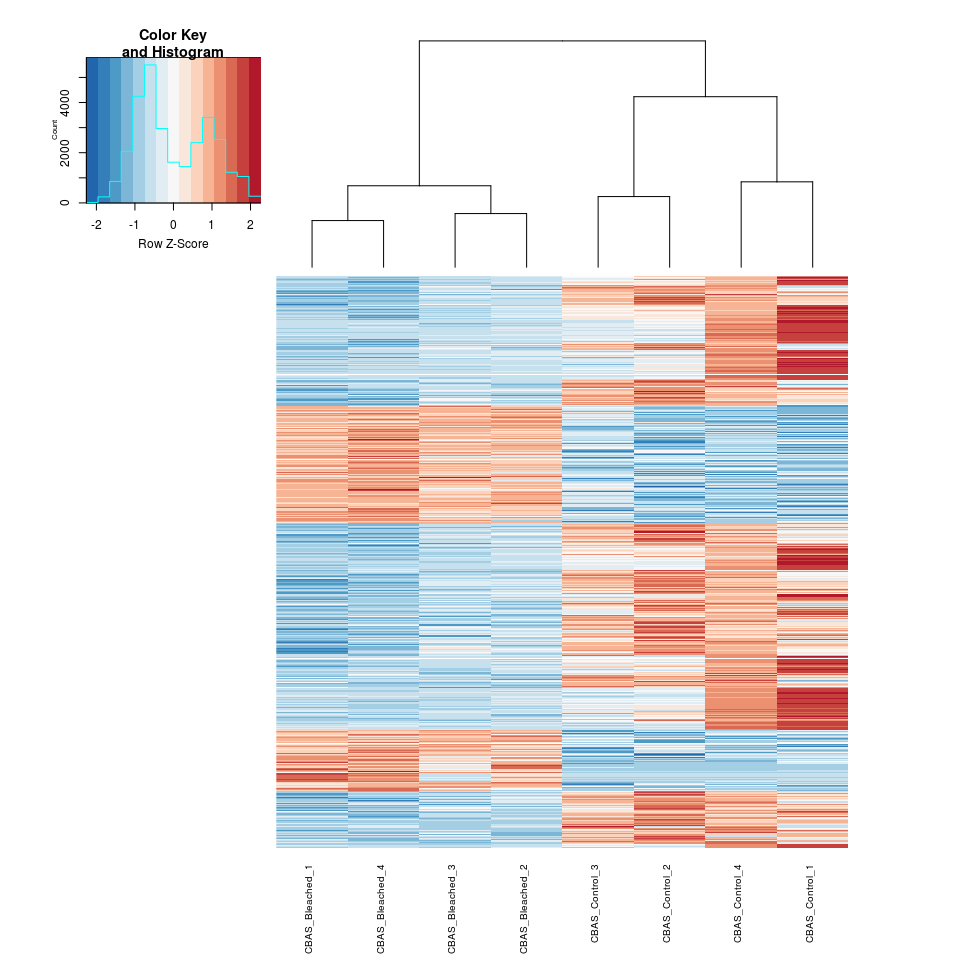 Color Key
and Histogram
Count
0 2000 4000
-2 -1 0 1 2
Row Z-Score
CBAS_Bleached_1
CBAS_Bleached_4
CBAS_Bleached_3
CBAS_Bleached_2
CBAS_Control_3
CBAS_Control_2
CBAS_Control_4
CBAS_Control_1